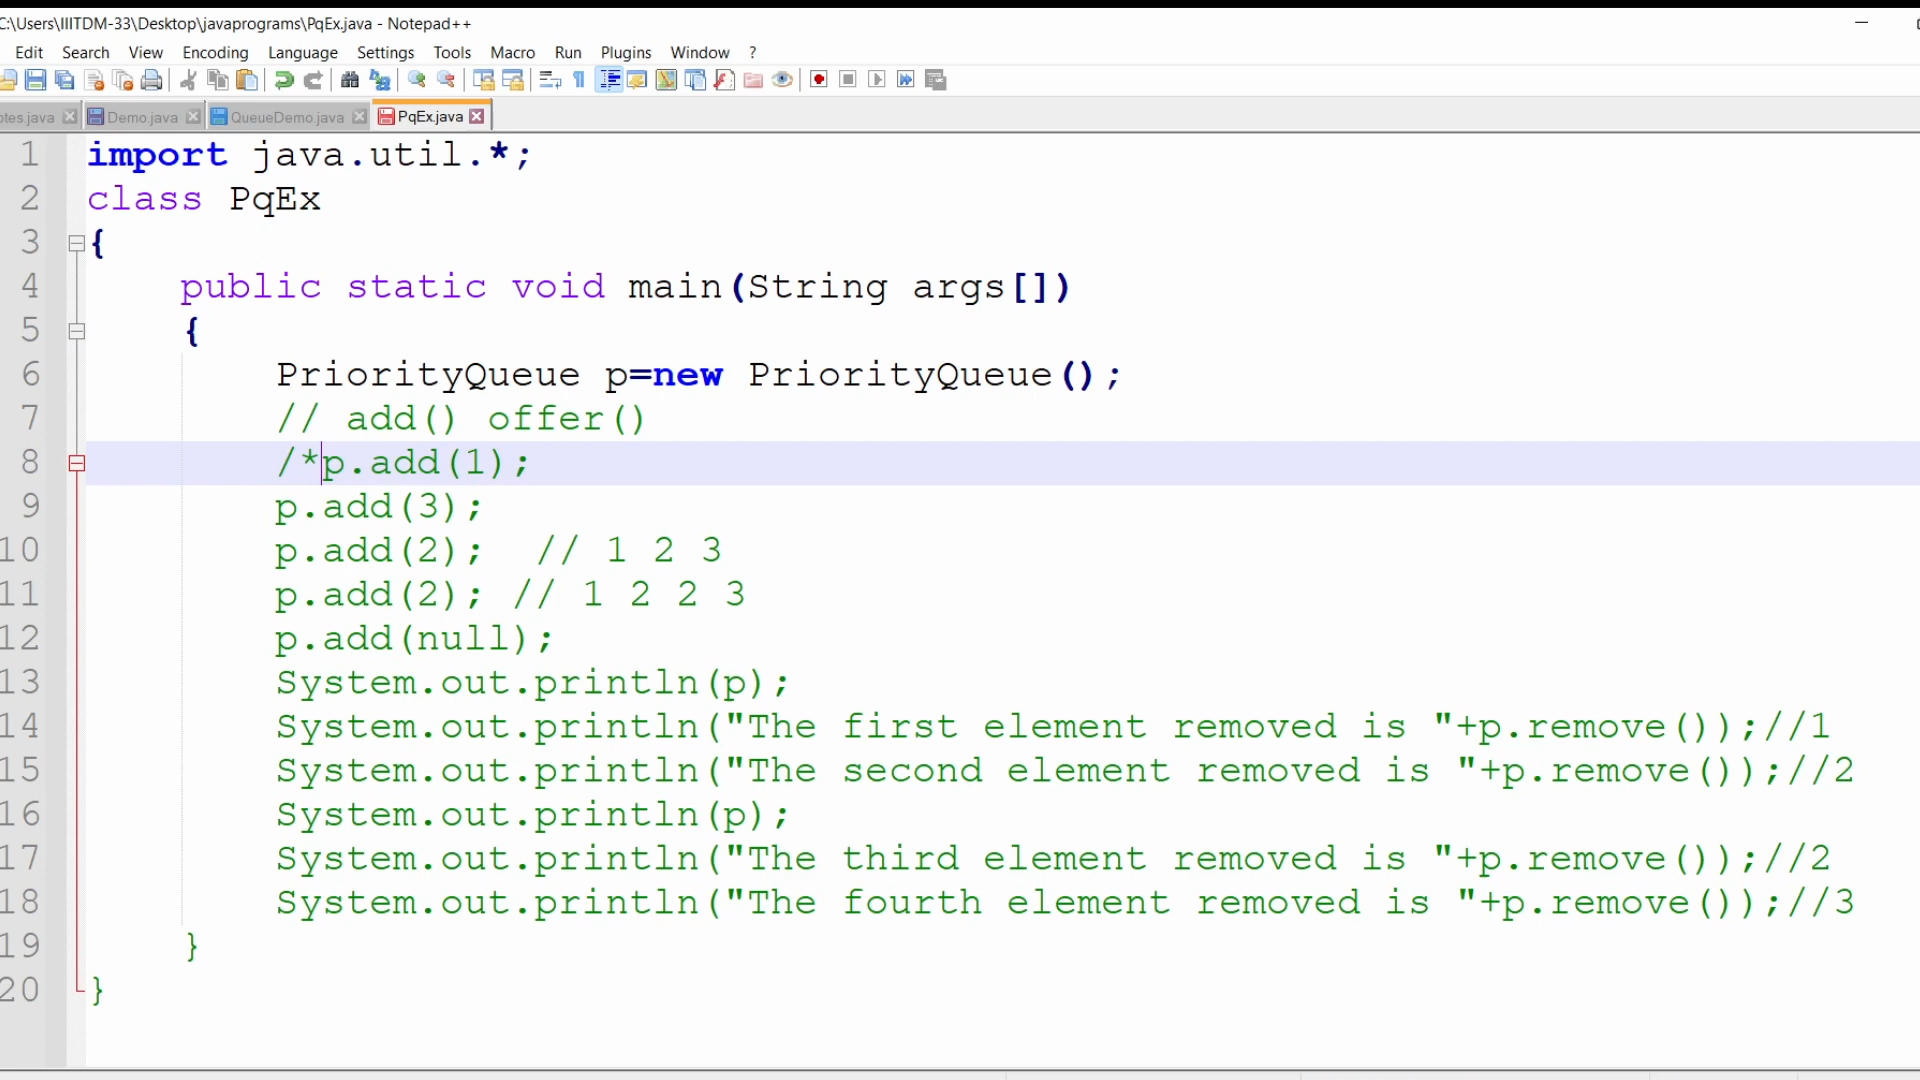 C:\Users\IIITDM-33\Desktop\javaprograms\PqEx.java - Notepad++
Edit Search View Encoding Language Settings Tools Macro Run Plugins Window ?
otes.java Demo.java QueueDemo.java PqEx.java
1 import java.util.*;
2 class PqEx
3 {
4 public static void main(String args[])
5 {
6 PriorityQueue p=new PriorityQueue();
7 // add() offer()
8 /*p.add(1);
9 p.add(3);
10 p.add(2); // 1 2 3
11 p.add(2); // 1 2 2 3
12 p.add(null);
13 System.out.println(p);
14 System.out.println("The first element removed is "+p.remove());//1
15 System.out.println("The second element removed is "+p.remove());//2
16 System.out.println(p);
17 System.out.println("The third element removed is "+p.remove());//2
18 System.out.println("The fourth element removed is "+p.remove());//3
19 }
20 }